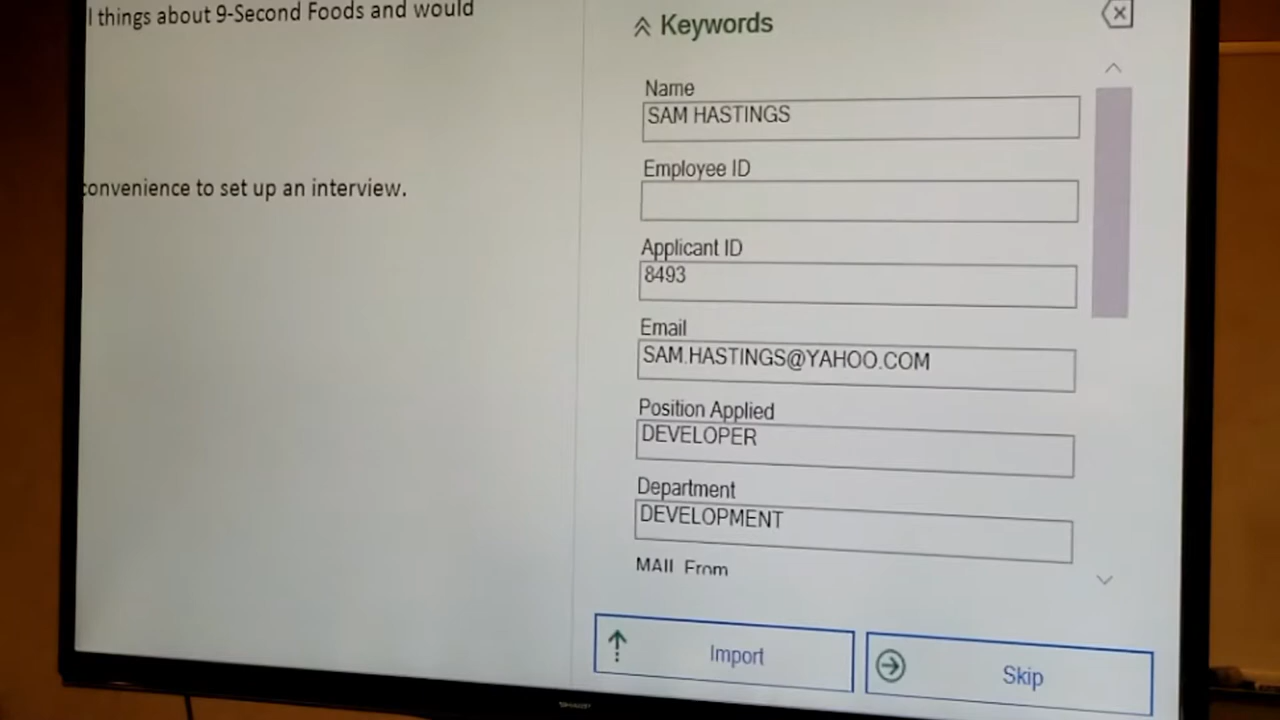 l things about 9-Second Foods and would
convenience to set up an interview.
Keywords
Name
SAM HASTINGS
Employee ID
Applicant ID
8493
Email
SAM.HASTINGS@YAHOO.COM
Position Applied
DEVELOPER
Department
DEVELOPMENT
MAIL From
Import
Skip
SHARP